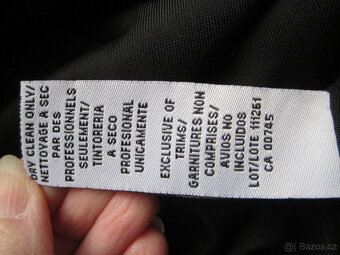 DRY CLEAN ONLY/
NETTOYAGE A SEC
PAR DES
PROFESSIONNELS
SEULEMENT/
TINTORERIA
A SECO
PROFESIONAL
UNICAMENTE
EXCLUSIVE OF
TRIMS/
GARNITURES NON
COMPRISES/
AVIOS NO
INCLUIDOS
LOT/LOTE 111261
CA 00745
Bazos.cz